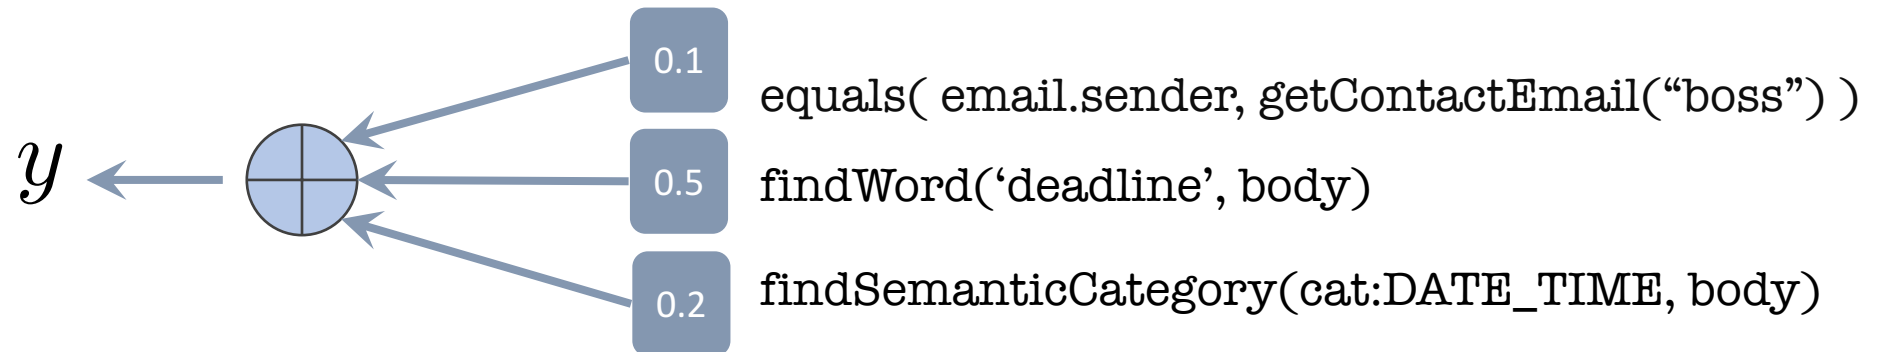 0.1
equals( email.sender, getContactEmail(“boss”) )
y
0.5
findWord(‘deadline’, body)
0.2
findSemanticCategory(cat:DATE_TIME, body)